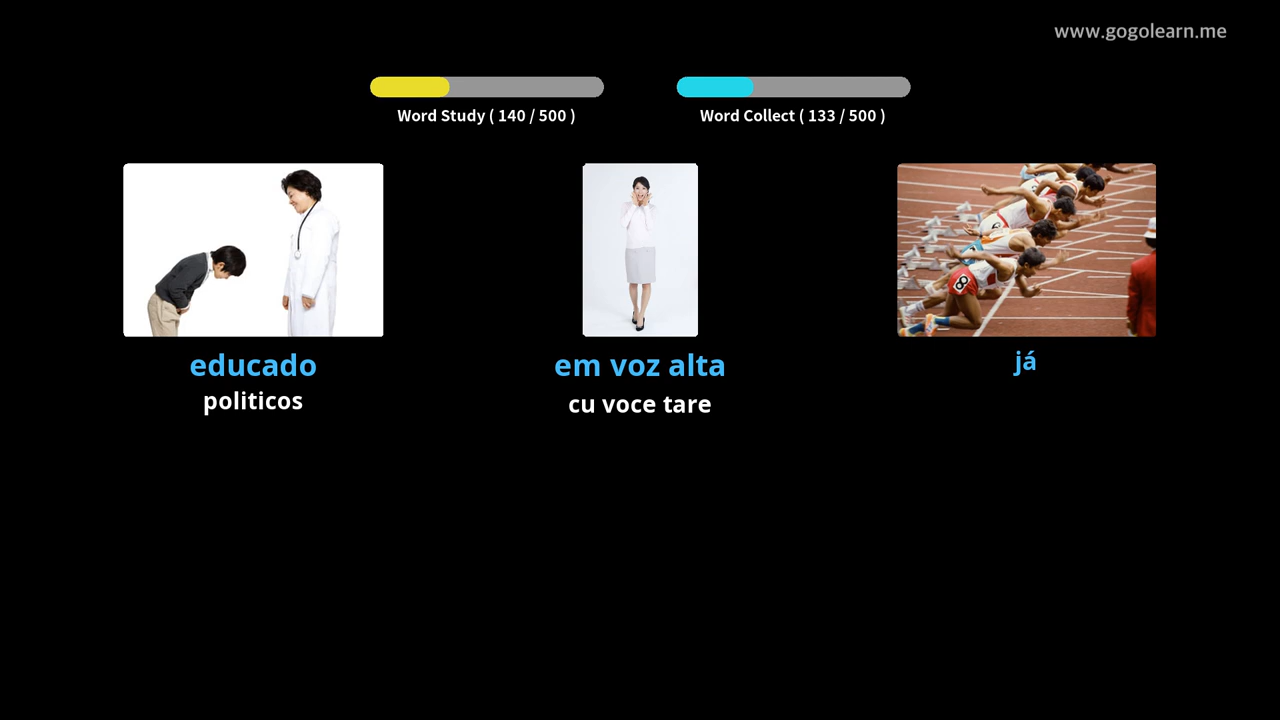 www.gogolearn.me
Word Study ( 140 / 500 )
Word Collect ( 133 / 500 )
educado
politicos
em voz alta
cu voce tare
já
8